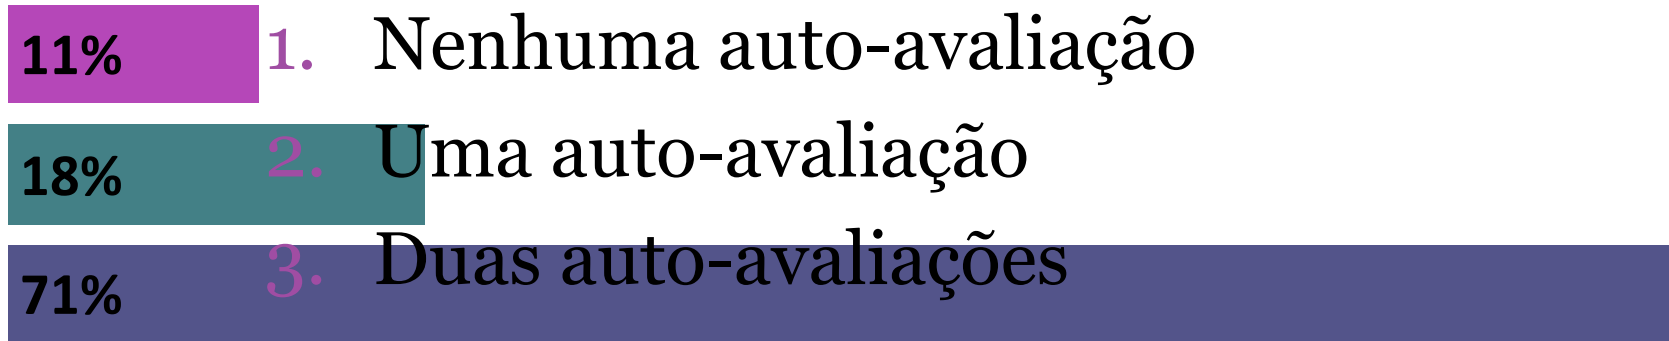 11% 1. Nenhuma auto-avaliação
18% 2. Uma auto-avaliação
71% 3. Duas auto-avaliações